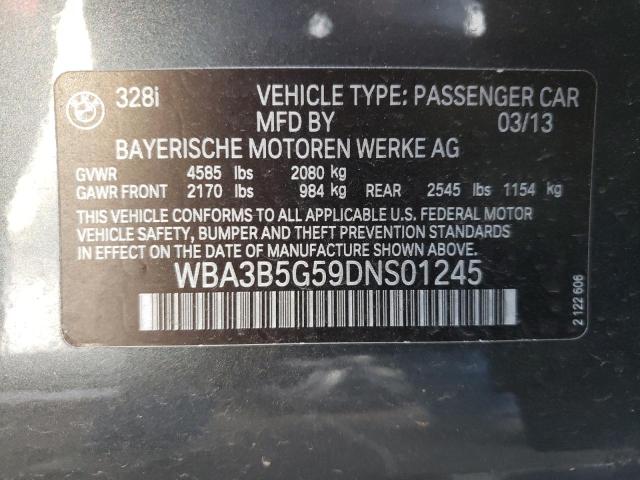 BMW
328i VEHICLE TYPE: PASSENGER CAR
MFD BY 03/13
BAYERISCHE MOTOREN WERKE AG
GVWR 4585 lbs 2080 kg
GAWR FRONT 2170 lbs 984 kg REAR 2545 lbs 1154 kg
THIS VEHICLE CONFORMS TO ALL APPLICABLE U.S. FEDERAL MOTOR
VEHICLE SAFETY, BUMPER AND THEFT PREVENTION STANDARDS
IN EFFECT ON THE DATE OF MANUFACTURE SHOWN ABOVE.
WBA3B5G59DNS01245
2 122 606